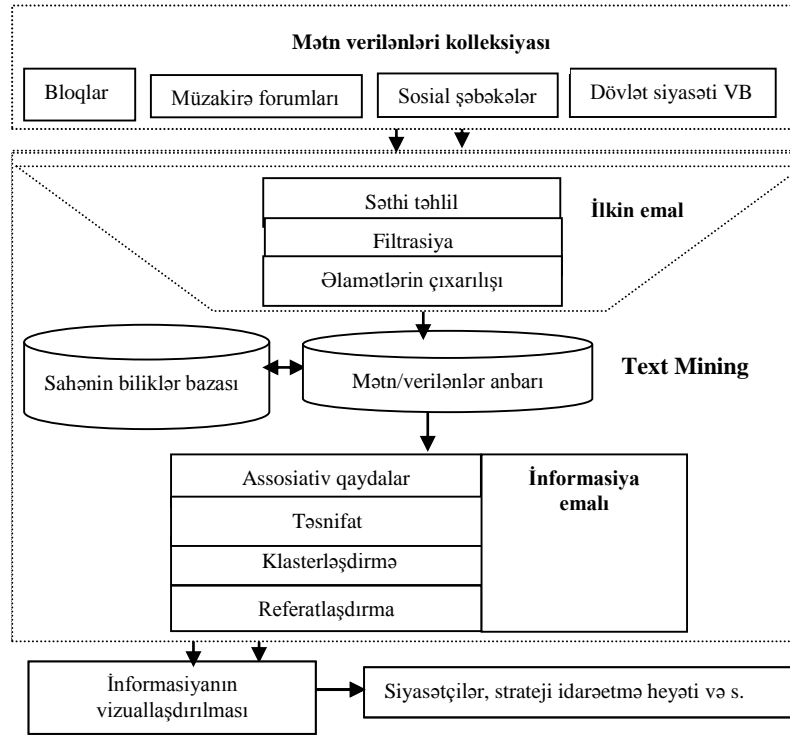 Mətn verilənləri kolleksiyası
Bloqlar
Müzakirə forumları
Sosial şəbəkələr
Dövlət siyasəti VB
Səthi təhlil
İlkin emal
Filtrasiya
Əlamətlərin çıxarılışı
Sahənin biliklər bazası
Mətn/verilənlər anbarı
Text Mining
Assosiativ qaydalar
İnformasiya
emalı
Təsnifat
Klasterləşdirmə
Referatlaşdırma
İnformasiyanın
vizuallaşdırılması
Siyasətçilər, strateji idarəetmə heyəti və s.